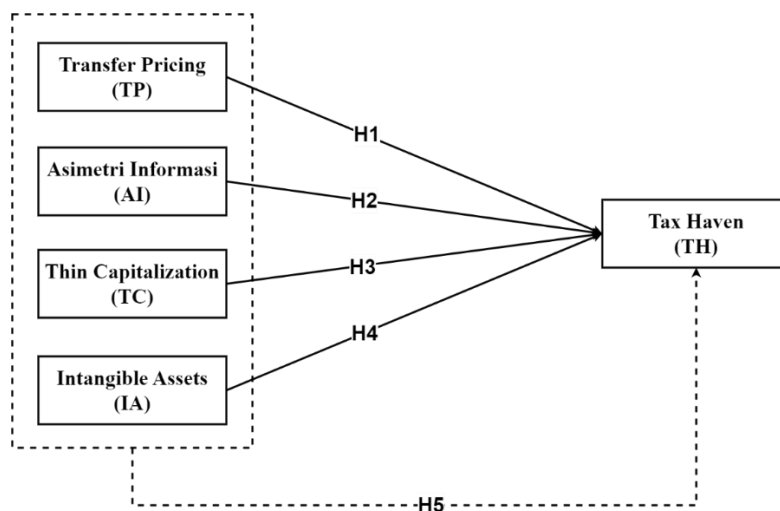 Transfer Pricing
(TP)
H1
Asimetri Informasi
(AI)
H2
Tax Haven
(TH)
Thin Capitalization
(TC)
H3
H4
Intangible Assets
(IA)
H5